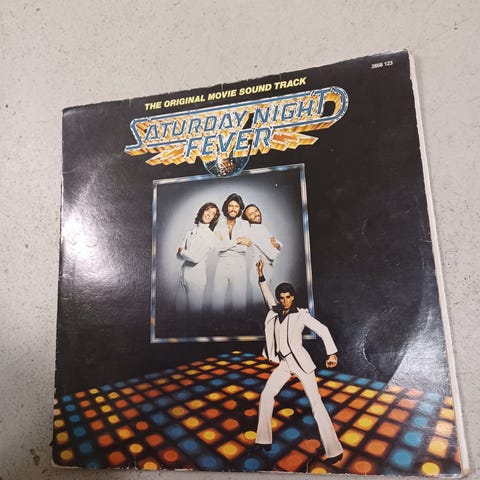 2658 123
THE ORIGINAL MOVIE SOUND TRACK
SATURDAY NIGHT
FEVER